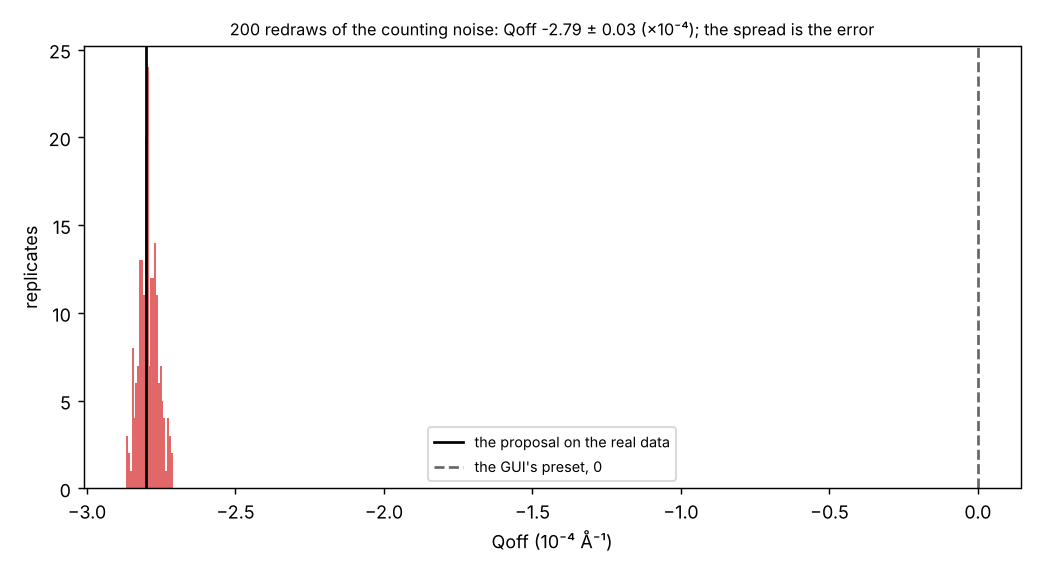 200 redraws of the counting noise: Qoff -2.79 ± 0.03 (×10⁻⁴); the spread is the error
25
20
15
10
5
0
replicates
the proposal on the real data
the GUI's preset, 0
−3.0
−2.5
−2.0
−1.5
−1.0
−0.5
0.0
Qoff (10⁻⁴ Å⁻¹)